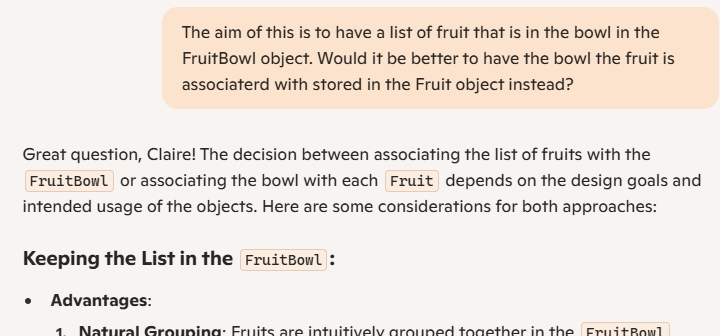 The aim of this is to have a list of fruit that is in the bowl in the
FruitBowl object. Would it be better to have the bowl the fruit is
associaterd with stored in the Fruit object instead?
Great question, Claire! The decision between associating the list of fruits with the
FruitBowl or associating the bowl with each Fruit depends on the design goals and
intended usage of the objects. Here are some considerations for both approaches:
Keeping the List in the FruitBowl:
• Advantages:
1. Natural Grouping: Fruits are intuitively grouped together in the FruitBowl